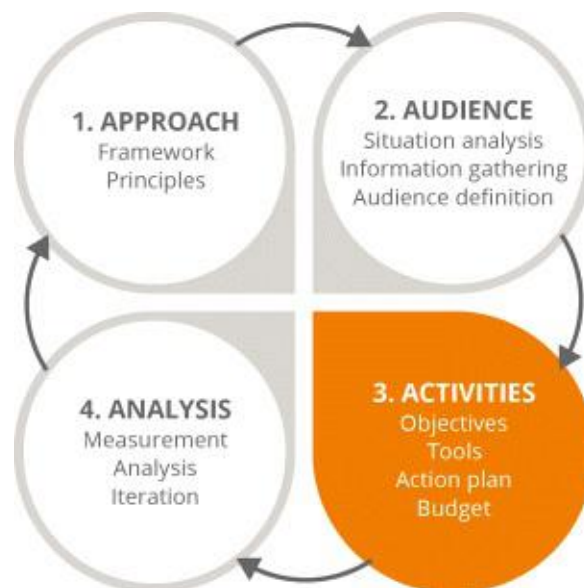 1. APPROACH
Framework
Principles
2. AUDIENCE
Situation analysis
Information gathering
Audience definition
3. ACTIVITIES
Objectives
Tools
Action plan
Budget
4. ANALYSIS
Measurement
Analysis
Iteration